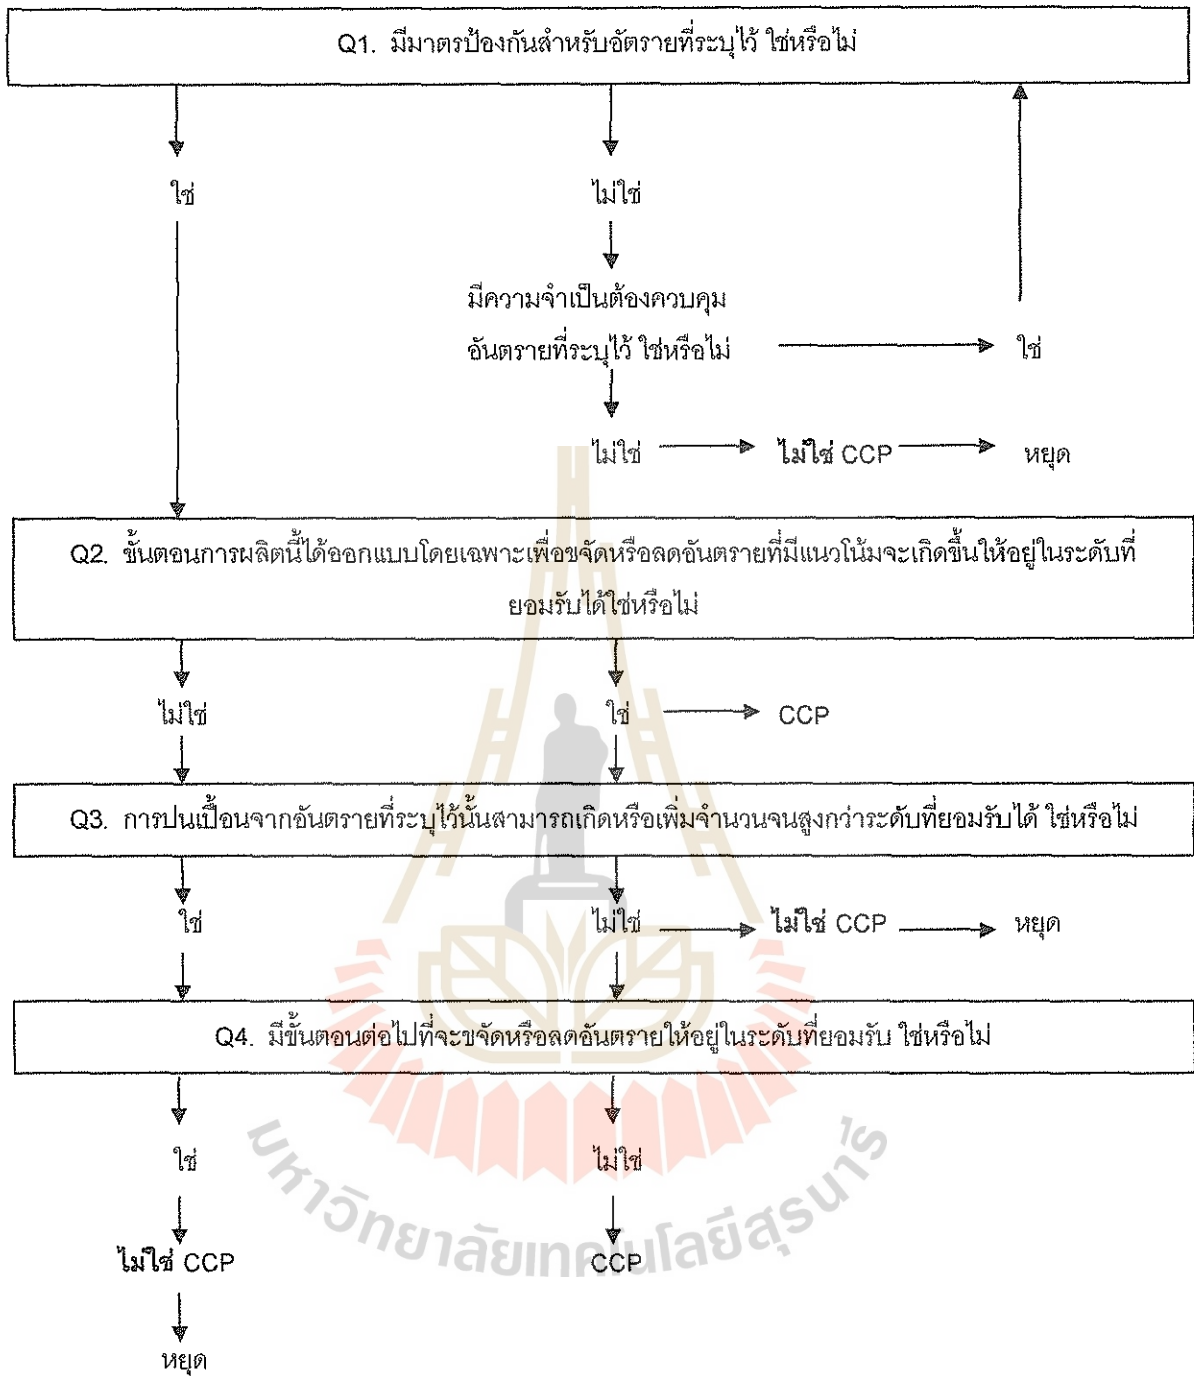 Q1. มีมาตรป้องกันสำหรับอัตรายที่ระบุไว้ ใช่หรือไม่
ใช่
ไม่ใช่
มีความจำเป็นต้องควบคุม
อันตรายที่ระบุไว้ ใช่หรือไม่
ใช่
ไม่ใช่
ไม่ใช่ CCP
หยุด
Q2. ขั้นตอนการผลิตนี้ได้ออกแบบโดยเฉพาะเพื่อขจัดหรือลดอันตรายที่มีแนวโน้มจะเกิดขึ้นให้อยู่ในระดับที่
ยอมรับได้ใช่หรือไม่
ไม่ใช่
ใช่
CCP
Q3. การปนเปื้อนจากอันตรายที่ระบุไว้นั้นสามารถเกิดหรือเพิ่มจำนวนจนสูงกว่าระดับที่ยอมรับได้ ใช่หรือไม่
ใช่
ไม่ใช่
ไม่ใช่ CCP
หยุด
Q4. มีขั้นตอนต่อไปที่จะขจัดหรือลดอันตรายให้อยู่ในระดับที่ยอมรับ ใช่หรือไม่
ใช่
ไม่ใช่
ไม่ใช่ CCP
CCP
หยุด
มหาวิทยาลัยเทคโนโลยีสุรนารี